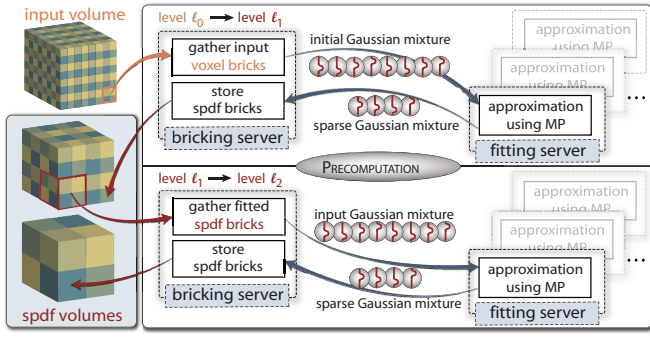 input volume
level ℓ0 → level ℓ1
gather input
voxel bricks
store
spdf bricks
bricking server
initial Gaussian mixture
sparse Gaussian mixture
approximation
using MP
approximation
using MP
...
fitting server
PRECOMPUTATION
level ℓ1 → level ℓ2
gather fitted
spdf bricks
store
spdf bricks
bricking server
input Gaussian mixture
sparse Gaussian mixture
approximation
using MP
approximation
using MP
...
fitting server
spdf volumes